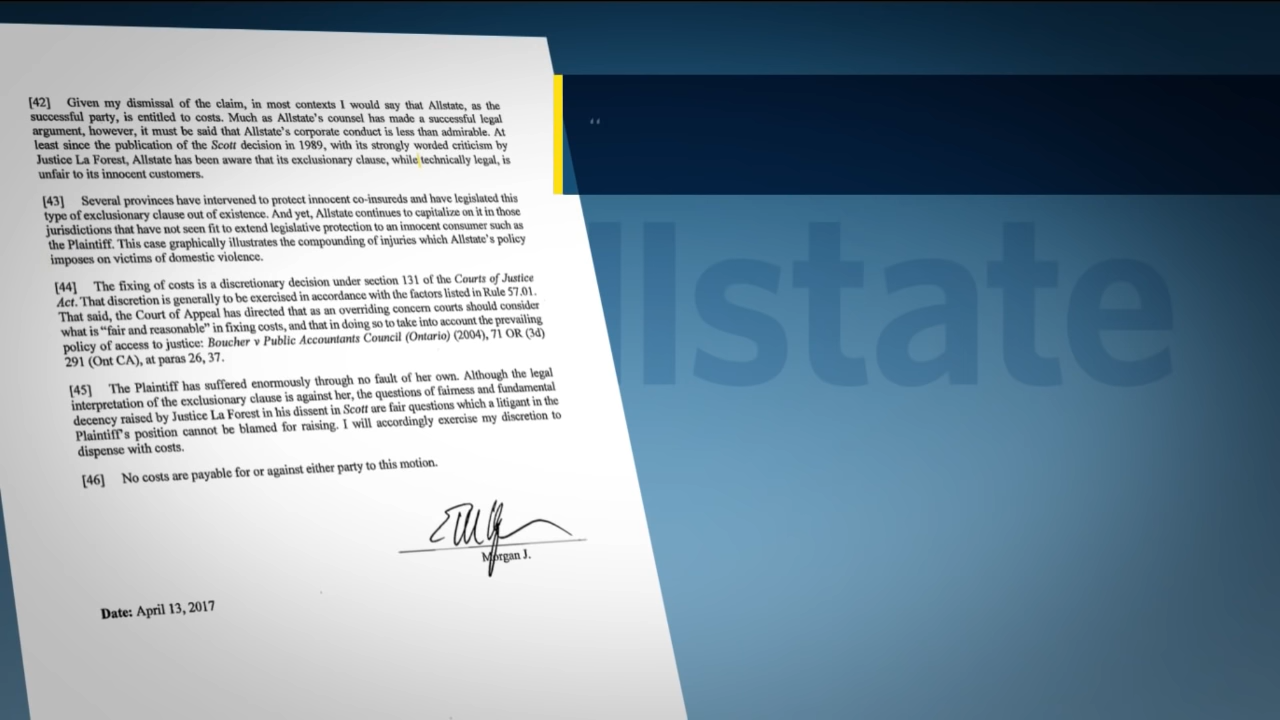 [42] Given my dismissal of the claim, in most contexts I would say that Allstate, as the
successful party, is entitled to costs. Much as Allstate's counsel has made a successful legal
argument, however, it must be said that Allstate's corporate conduct is less than admirable. At
least since the publication of the Scott decision in 1989, with its strongly worded criticism by
Justice La Forest, Allstate has been aware that its exclusionary clause, while technically legal, is
unfair to its innocent customers.
[43] Several provinces have intervened to protect innocent co-insureds and have legislated this
type of exclusionary clause out of existence. And yet, Allstate continues to capitalize on it in those
jurisdictions that have not seen fit to extend legislative protection to an innocent consumer such as
the Plaintiff. This case graphically illustrates the compounding of injuries which Allstate's policy
imposes on victims of domestic violence.
[44] The fixing of costs is a discretionary decision under section 131 of the Courts of Justice
Act. That discretion is generally to be exercised in accordance with the factors listed in Rule 57.01.
That said, the Court of Appeal has directed that as an overriding concern courts should consider
what is "fair and reasonable" in fixing costs, and that in doing so to take into account the prevailing
policy of access to justice: Boucher v Public Accountants Council (Ontario) (2004), 71 OR (3d)
291 (Ont CA), at paras 26, 37.
[45] The Plaintiff has suffered enormously through no fault of her own. Although the legal
interpretation of the exclusionary clause is against her, the questions of fairness and fundamental
decency raised by Justice La Forest in his dissent in Scott are fair questions which a litigant in the
Plaintiff's position cannot be blamed for raising. I will accordingly exercise my discretion to
dispense with costs.
[46] No costs are payable for or against either party to this motion.
Morgan J.
Date: April 13, 2017
“
llstate